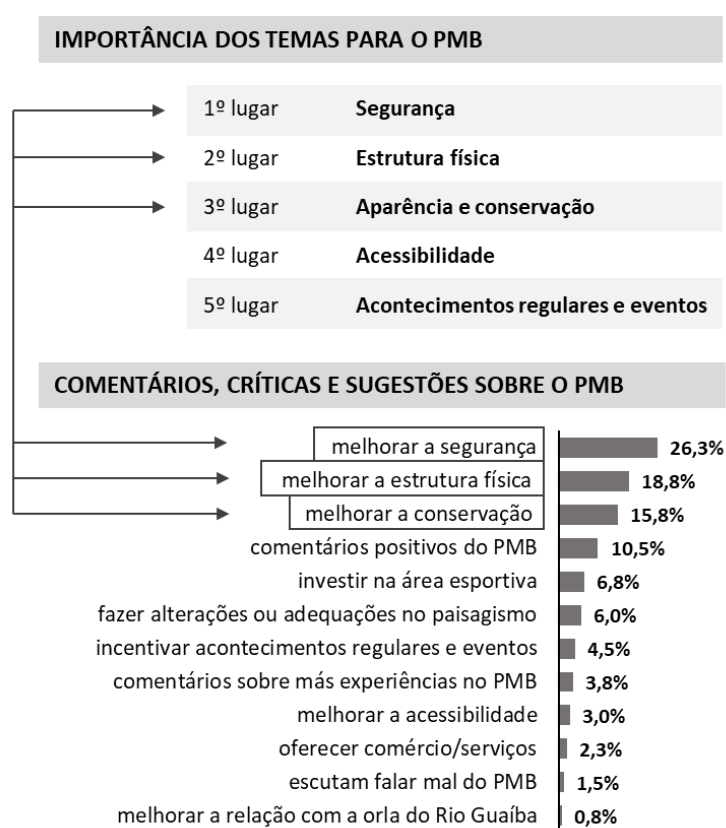 IMPORTÂNCIA DOS TEMAS PARA O PMB
1º lugar Segurança
2º lugar Estrutura física
3º lugar Aparência e conservação
4º lugar Acessibilidade
5º lugar Acontecimentos regulares e eventos
COMENTÁRIOS, CRÍTICAS E SUGESTÕES SOBRE O PMB
melhorar a segurança 26,3%
melhorar a estrutura física 18,8%
melhorar a conservação 15,8%
comentários positivos do PMB 10,5%
investir na área esportiva 6,8%
fazer alterações ou adequações no paisagismo 6,0%
incentivar acontecimentos regulares e eventos 4,5%
comentários sobre más experiências no PMB 3,8%
melhorar a acessibilidade 3,0%
oferecer comércio/serviços 2,3%
escutam falar mal do PMB 1,5%
melhorar a relação com a orla do Rio Guaíba 0,8%